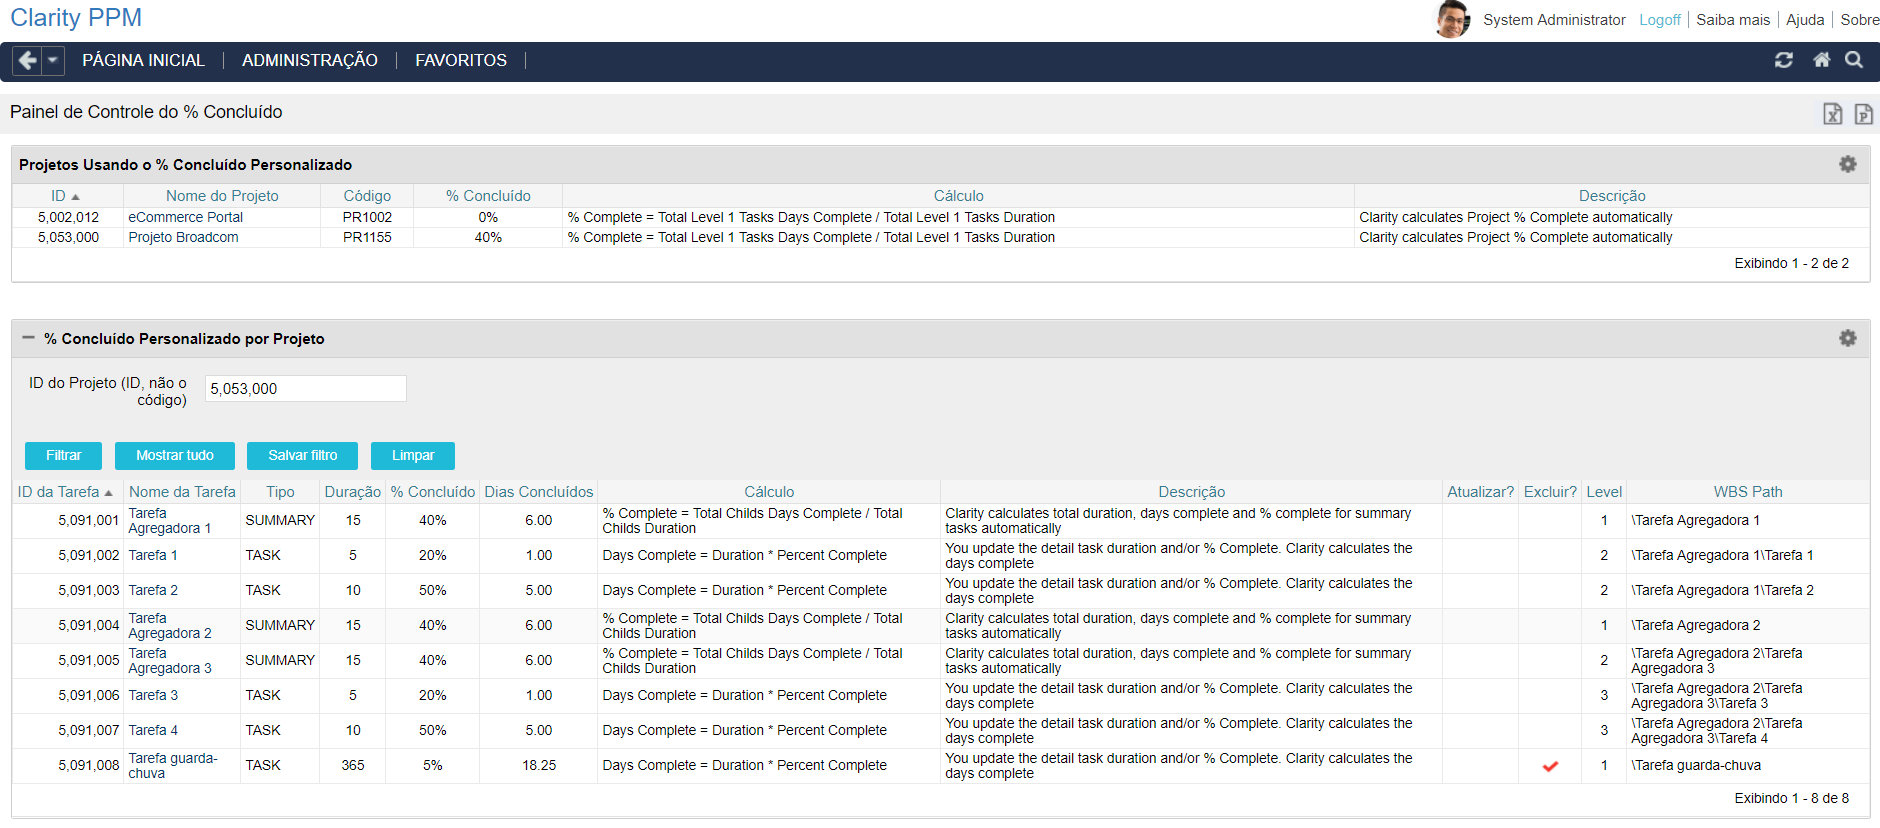 Clarity PPM
System Administrator Logoff Saiba mais Ajuda Sobre
PÁGINA INICIAL ADMINISTRAÇÃO FAVORITOS
Painel de Controle do % Concluído
Projetos Usando o % Concluído Personalizado
ID Nome do Projeto Código % Concluído Cálculo Descrição
5,002,012 eCommerce Portal PR1002 0% % Complete = Total Level 1 Tasks Days Complete / Total Level 1 Tasks Duration Clarity calculates Project % Complete automatically
5,053,000 Projeto Broadcom PR1155 40% % Complete = Total Level 1 Tasks Days Complete / Total Level 1 Tasks Duration Clarity calculates Project % Complete automatically
Exibindo 1 - 2 de 2
% Concluído Personalizado por Projeto
ID do Projeto (ID, não o
código)
5,053,000
Filtrar Mostrar tudo Salvar filtro Limpar
ID da Tarefa Nome da Tarefa Tipo Duração % Concluído Dias Concluídos Cálculo Descrição Atualizar? Excluir? Level WBS Path
5,091,001 Tarefa
Agregadora 1 SUMMARY 15 40% 6.00 % Complete = Total Childs Days Complete / Total
Childs Duration Clarity calculates total duration, days complete and % complete for summary
tasks automatically 1 \Tarefa Agregadora 1
5,091,002 Tarefa 1 TASK 5 20% 1.00 Days Complete = Duration * Percent Complete You update the detail task duration and/or % Complete. Clarity calculates the
days complete 2 \Tarefa Agregadora 1\Tarefa 1
5,091,003 Tarefa 2 TASK 10 50% 5.00 Days Complete = Duration * Percent Complete You update the detail task duration and/or % Complete. Clarity calculates the
days complete 2 \Tarefa Agregadora 1\Tarefa 2
5,091,004 Tarefa
Agregadora 2 SUMMARY 15 40% 6.00 % Complete = Total Childs Days Complete / Total
Childs Duration Clarity calculates total duration, days complete and % complete for summary
tasks automatically 1 \Tarefa Agregadora 2
5,091,005 Tarefa
Agregadora 3 SUMMARY 15 40% 6.00 % Complete = Total Childs Days Complete / Total
Childs Duration Clarity calculates total duration, days complete and % complete for summary
tasks automatically 2 \Tarefa Agregadora 2\Tarefa
Agregadora 3
5,091,006 Tarefa 3 TASK 5 20% 1.00 Days Complete = Duration * Percent Complete You update the detail task duration and/or % Complete. Clarity calculates the
days complete 3 \Tarefa Agregadora 2\Tarefa
Agregadora 3\Tarefa 3
5,091,007 Tarefa 4 TASK 10 50% 5.00 Days Complete = Duration * Percent Complete You update the detail task duration and/or % Complete. Clarity calculates the
days complete 3 \Tarefa Agregadora 2\Tarefa
Agregadora 3\Tarefa 4
5,091,008 Tarefa guarda-
chuva TASK 365 5% 18.25 Days Complete = Duration * Percent Complete You update the detail task duration and/or % Complete. Clarity calculates the
days complete 1 \Tarefa guarda-chuva
Exibindo 1 - 8 de 8